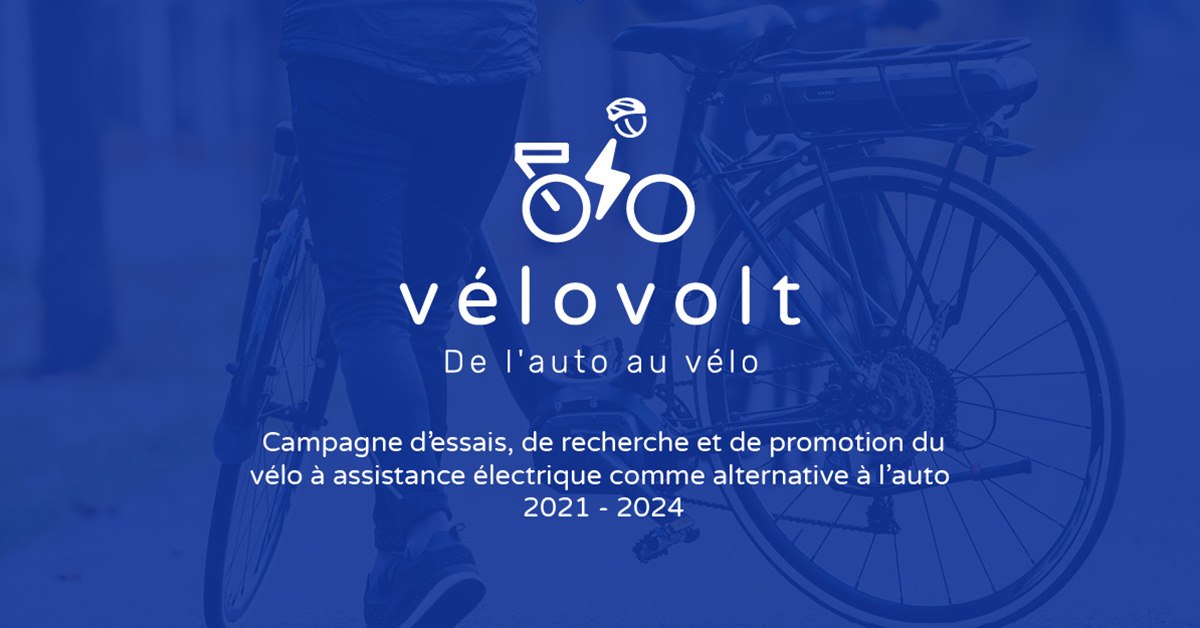 vélovolt
De l'auto au vélo
Campagne d’essais, de recherche et de promotion du
vélo à assistance électrique comme alternative à l’auto
2021 - 2024